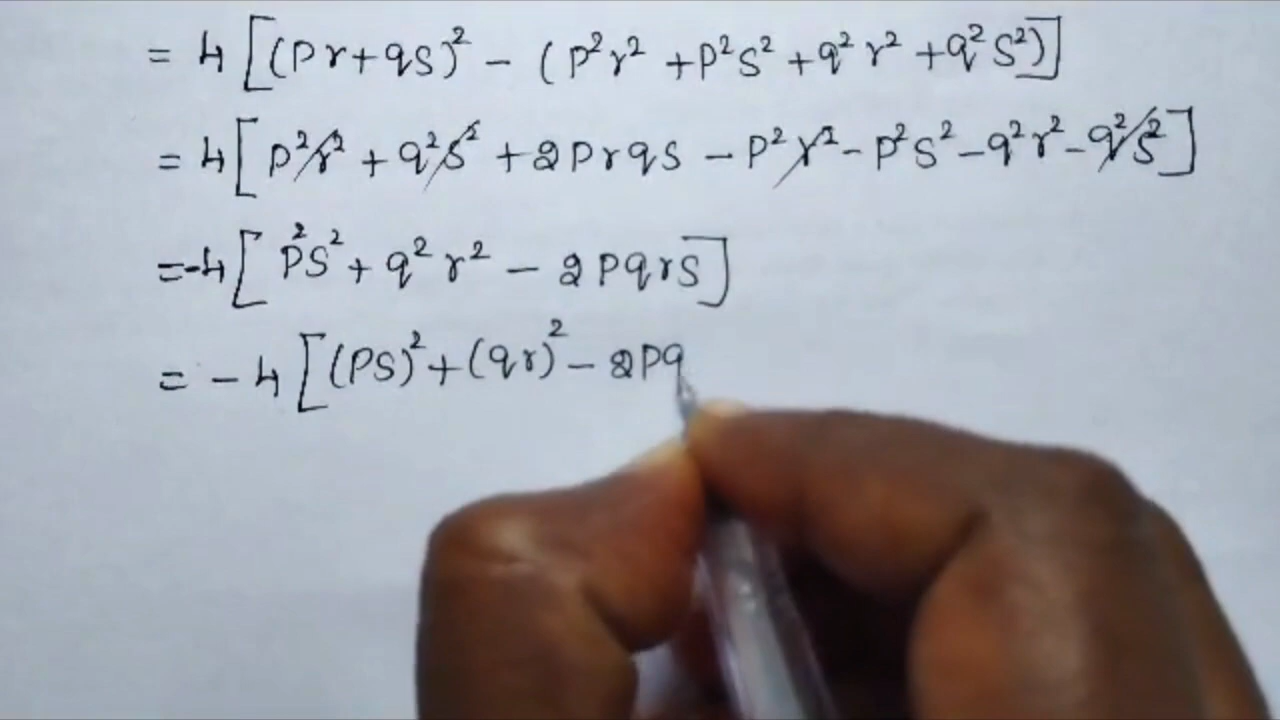 = 4[(Pr+qs)² - (P²r² + P²S² + q²r² + q²S²)]
= 4[P²r² + q²S² + 2Prqs - P²r² - P²S² - q²r² - q²S²]
= -4[P²S² + q²r² - 2Pqrs]
= -4[(PS)² + (qr)² - 2Pq